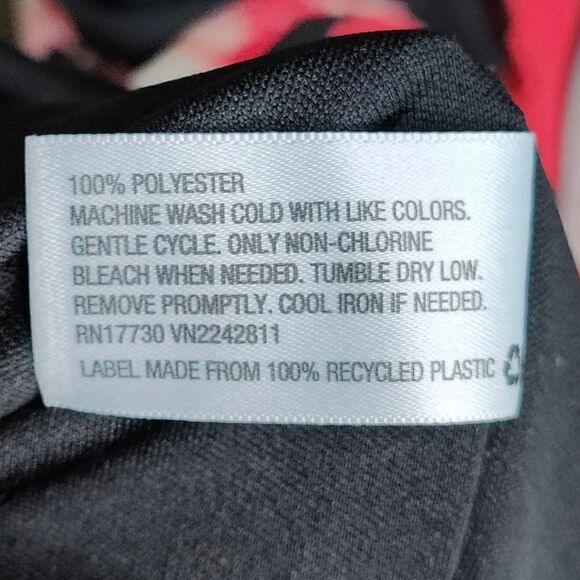 100% POLYESTER
MACHINE WASH COLD WITH LIKE COLORS.
GENTLE CYCLE. ONLY NON-CHLORINE
BLEACH WHEN NEEDED. TUMBLE DRY LOW.
REMOVE PROMPTLY. COOL IRON IF NEEDED.
RN17730 VN2242811
LABEL MADE FROM 100% RECYCLED PLASTIC